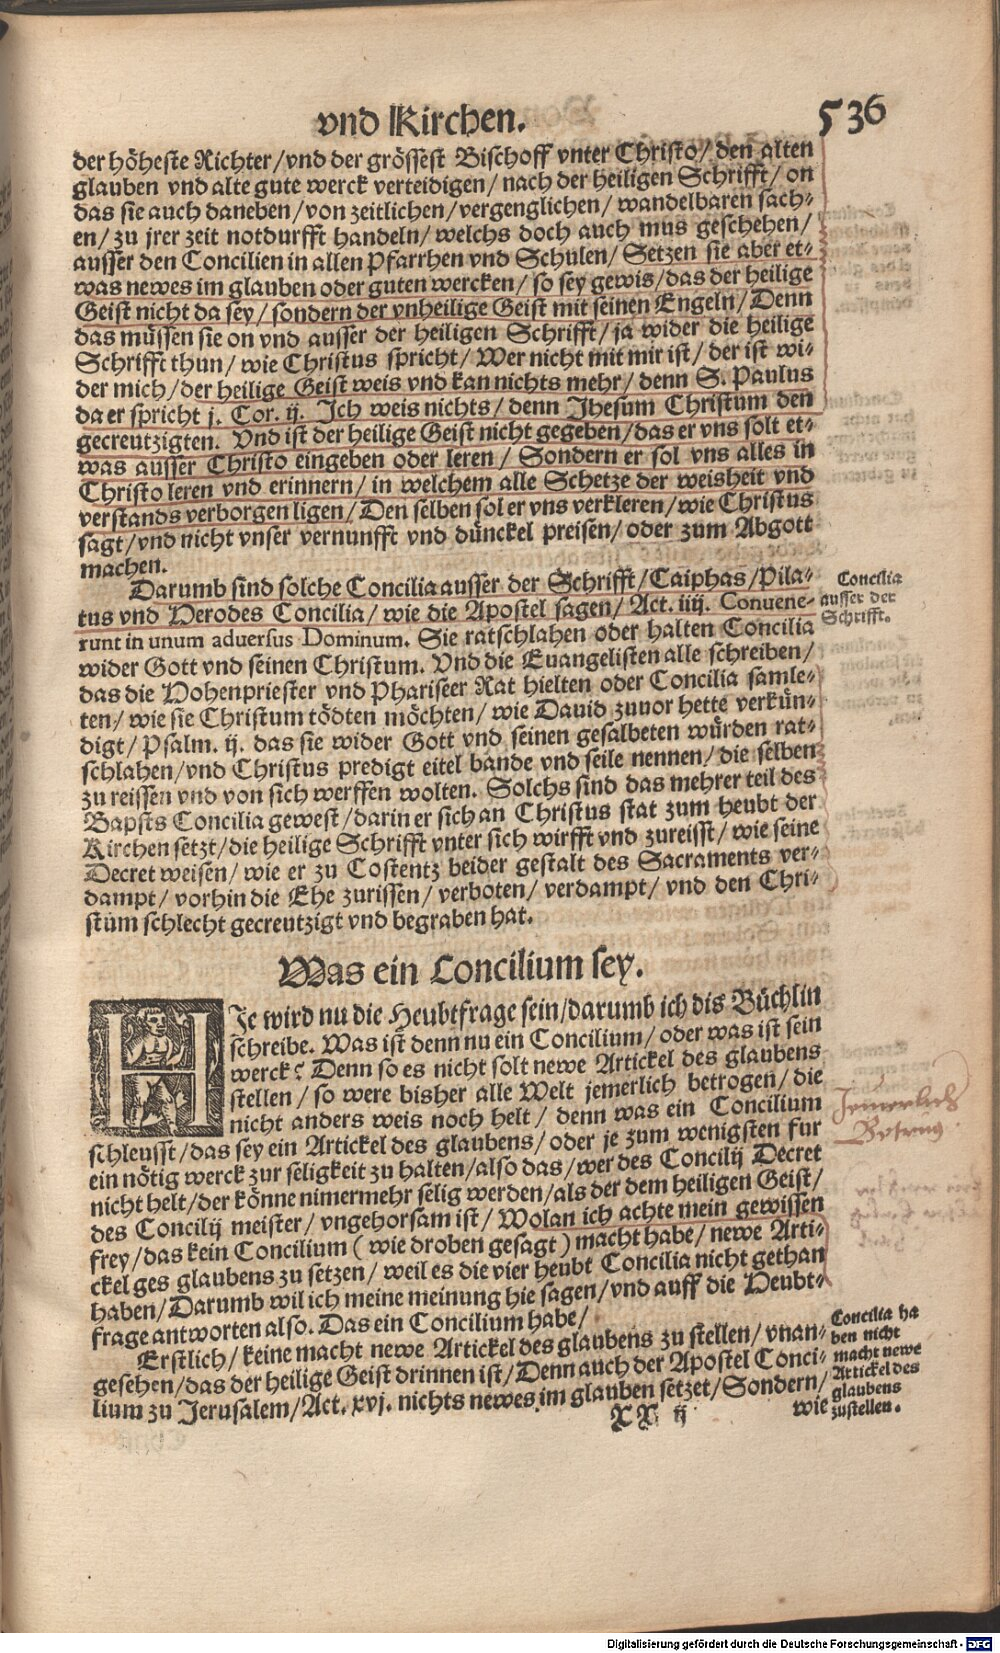 vnd Kirchen. 536
der höheste Richter/vnd der grössest Bischoff vnter Christo/ den alten
glauben vnd alte gute werck verteidigen/ nach der heiligen Schrifft/ on
das sie auch daneben/von zeitlichen/vergenglichen/ wandelbaren sach-
en/ zu jrer zeit notdurfft handeln/ welchs doch auch mus geschehen/
ausser den Concilien in allen Pfarrhen vnd Schulen/ Setzen sie aber et-
was newes im glauben oder guten wercken/ so sey gewis/das der heilige
Geist nicht da sey/ sondern der vnheilige Geist mit seinen Engeln/ Denn
das müssen sie on vnd ausser der heiligen Schrifft/ ja wider die heilige
Schrifft thun/ wie Christus spricht/ Wer nicht mit mir ist/ der ist wi-
der mich/der heilige Geist weis vnd kan nichts mehr/ denn S. Paulus
da er spricht j. Cor. ij. Ich weis nichts/ denn Jhesum Christum den
gecreutzigten. Vnd ist der heilige Geist nicht gegeben/das er vns solt et-
was ausser Christo eingeben oder leren/ Sondern er sol vns alles in
Christo leren vnd erinnern/ in welchem alle Schetze der weisheit vnd
verstands verborgen ligen/ Den selben sol er vns verkleren/ wie Christus
sagt/vnd nicht vnser vernunfft vnd dünckel preisen/ oder zum Abgott
machen.
Darumb sind solche Concilia ausser der Schrifft/Caiphas/Pila-
tus vnd Herodes Concilia/ wie die Apostel sagen/ Act. iiij. Convene-
runt in unum adversus Dominum. Sie ratschlahen oder halten Concilia
wider Gott vnd seinen Christum. Vnd die Euangelisten alle schreiben/
das die Hohenpriester vnd Phariseer Rat hielten oder Concilia samle-
ten/ wie sie Christum tödten möchten/ wie Dauid zuuor hette verkün-
digt/ Psalm. ij. das sie wider Gott vnd seinen gesalbeten würden rat-
schlahen/vnd Christus predigt eitel bande vnd seile nennen/ die selben
zu reissen vnd von sich werffen wolten. Solchs sind das mehrer teil des
Bapsts Concilia gewest/darin er sich an Christus stat zum heubt der
Kirchen setzt/die heilige Schrifft vnter sich wirfft vnd zureisst/ wie seine
Decret weisen/ wie er zu Costentz beider gestalt des Sacraments ver-
dampt/ vorhin die Ehe zurissen/ verboten/ verdampt/ vnd den Chri-
stum schlecht gecreutzigt vnd begraben hat.
Concilia
ausser der
Schrifft.
Was ein Concilium sey.
HIe wird nu die Heubtfrage sein/darumb ich dis Büchlin
schreibe. Was ist denn nu ein Concilium/ oder was ist sein
werck? Denn so es nicht solt newe Artickel des glaubens
stellen/ so were bisher alle Welt jemerlich betrogen/ die
nicht anders weis noch helt/ denn was ein Concilium
schleusst/das sey ein Artickel des glaubens/ oder je zum wenigsten fur
ein nötig werck zur seligkeit zu halten/also das/wer des Concilij Decret
nicht helt/der könne nimermehr selig werden/als der dem heiligen Geist/
des Concilij meister/ vngehorsam ist/ Wolan ich achte mein gewissen
frey/das kein Concilium (wie droben gesagt) macht habe/ newe Arti-
ckel ges glaubens zu setzen/ weil es die vier heubt Concilia nicht gethan
haben/Darumb wil ich meine meinung hie sagen/vnd auff die Heubt-
frage antworten also. Das ein Concilium habe/
Erstlich/keine macht newe Artickel des glaubens zu stellen/ vnan-
gesehen/das der heilige Geist drinnen ist/Denn auch der Apostel Conci-
lium zu Jerusalem/Act. xvj. nichts newes im glauben setzet/Sondern/
XX ij wie
Jemerlich
Betrug
Concilia ha
ben nicht
macht newe
Artickel des
glaubens
zustellen.
Digitalisierung gefördert durch die Deutsche Forschungsgemeinschaft - DFG